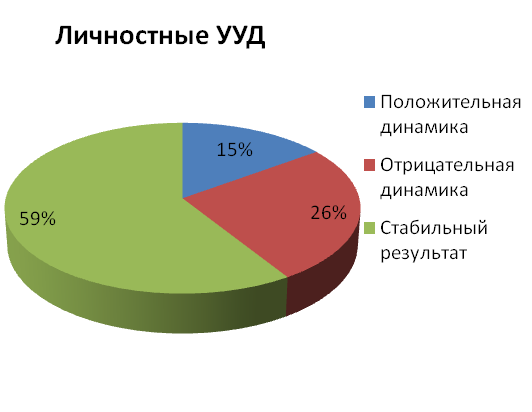 Личностные УУД
15%
26%
59%
Положительная
динамика
Отрицательная
динамика
Стабильный
результат